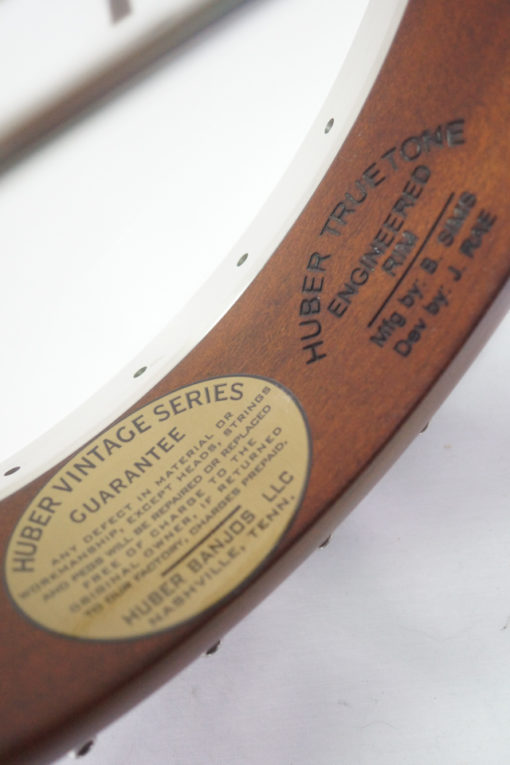 HUBER TRUETONE
ENGINEERED
RIM
Mfg by: B. SIMS
Dev by: J. RAE
HUBER VINTAGE SERIES
GUARANTEE
ANY DEFECT IN MATERIAL OR
WORKMANSHIP, EXCEPT HEADS, STRINGS
AND PEGS WILL BE REPAIRED OR REPLACED
FREE OF CHARGE TO THE
ORIGINAL OWNER, IF RETURNED
TO OUR FACTORY, CHARGES PREPAID.
HUBER BANJOS LLC
NASHVILLE, TENN.